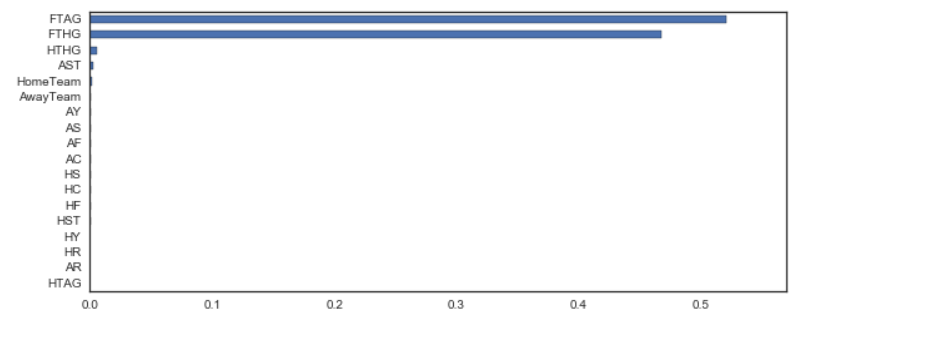 FTAG
FTHG
HTHG
AST
HomeTeam
AwayTeam
AY
AS
AF
AC
HS
HC
HF
HST
HY
HR
AR
HTAG
0.0 0.1 0.2 0.3 0.4 0.5